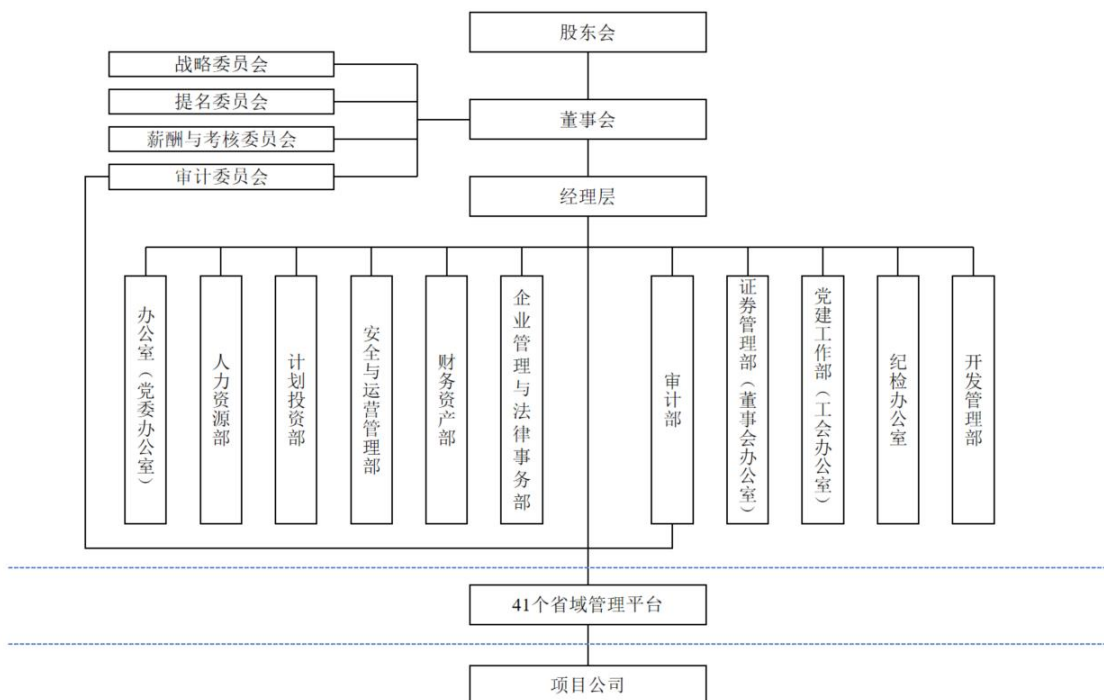 股东会
战略委员会
提名委员会
董事会
薪酬与考核委员会
审计委员会
经理层
办公室（党委办公室）
人力资源部
计划投资部
安全与运营管理部
财务资产部
企业管理与法律事务部
审计部
证券管理部（董事会办公室）
党建工作部（工会办公室）
纪检办公室
开发管理部
41个省域管理平台
项目公司